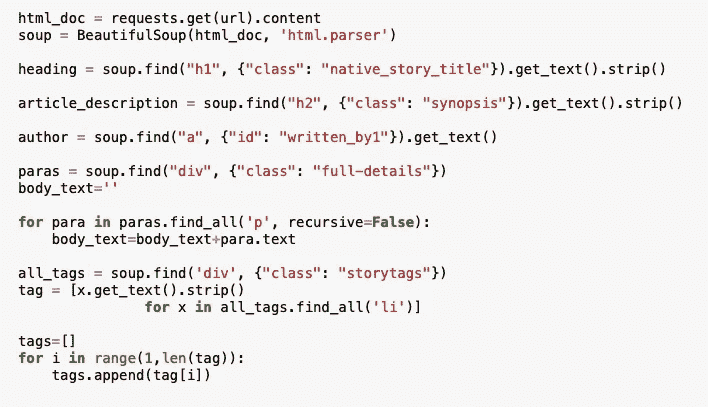 html_doc = requests.get(url).content
soup = BeautifulSoup(html_doc, 'html.parser')
heading = soup.find("h1", {"class": "native_story_title"}).get_text().strip()
article_description = soup.find("h2", {"class": "synopsis"}).get_text().strip()
author = soup.find("a", {"id": "written_by1"}).get_text()
paras = soup.find("div", {"class": "full-details"})
body_text=''
for para in paras.find_all('p', recursive=False):
    body_text=body_text+para.text
all_tags = soup.find('div', {"class": "storytags"})
tag = [x.get_text().strip()
               for x in all_tags.find_all('li')]
tags=[]
for i in range(1,len(tag)):
    tags.append(tag[i])